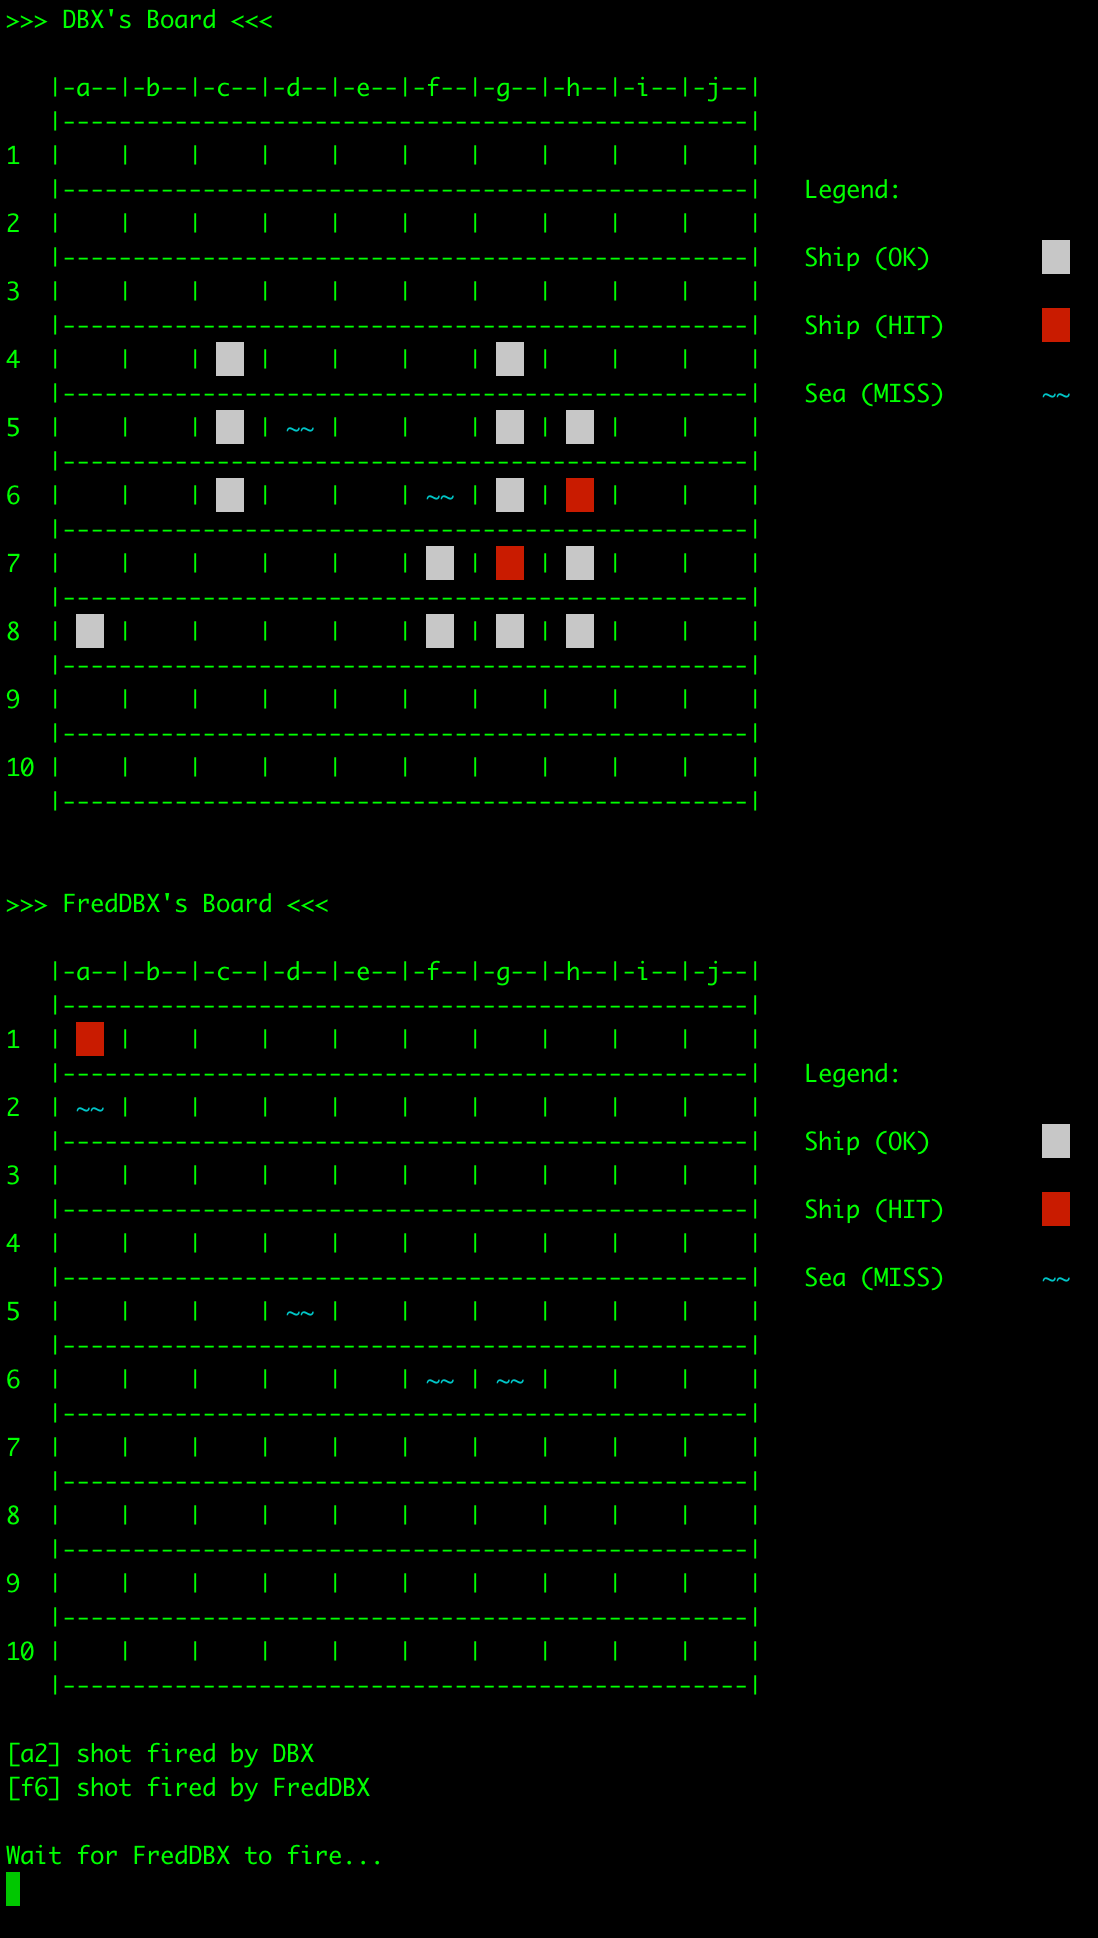 >>> DBX's Board <<<
|-a--|-b--|-c--|-d--|-e--|-f--|-g--|-h--|-i--|-j--|
|-------------------------------------------------|
1 | | | | | | | | | | |
|-------------------------------------------------| Legend:
2 | | | | | | | | | | |
|-------------------------------------------------| Ship (OK)
3 | | | | | | | | | | |
|-------------------------------------------------| Ship (HIT)
4 | | | | | | | | | | |
|-------------------------------------------------| Sea (MISS) ~~
5 | | | | ~~ | | | | | | |
|-------------------------------------------------|
6 | | | | | | ~~ | | | | |
|-------------------------------------------------|
7 | | | | | | | | | | |
|-------------------------------------------------|
8 | | | | | | | | | | |
|-------------------------------------------------|
9 | | | | | | | | | | |
|-------------------------------------------------|
10 | | | | | | | | | | |
|-------------------------------------------------|
>>> FredDBX's Board <<<
|-a--|-b--|-c--|-d--|-e--|-f--|-g--|-h--|-i--|-j--|
|-------------------------------------------------|
1 | | | | | | | | | | |
|-------------------------------------------------| Legend:
2 | ~~ | | | | | | | | | |
|-------------------------------------------------| Ship (OK)
3 | | | | | | | | | | |
|-------------------------------------------------| Ship (HIT)
4 | | | | | | | | | | |
|-------------------------------------------------| Sea (MISS) ~~
5 | | | | ~~ | | | | | | |
|-------------------------------------------------|
6 | | | | | | ~~ | ~~ | | | |
|-------------------------------------------------|
7 | | | | | | | | | | |
|-------------------------------------------------|
8 | | | | | | | | | | |
|-------------------------------------------------|
9 | | | | | | | | | | |
|-------------------------------------------------|
10 | | | | | | | | | | |
|-------------------------------------------------|
[a2] shot fired by DBX
[f6] shot fired by FredDBX
Wait for FredDBX to fire...